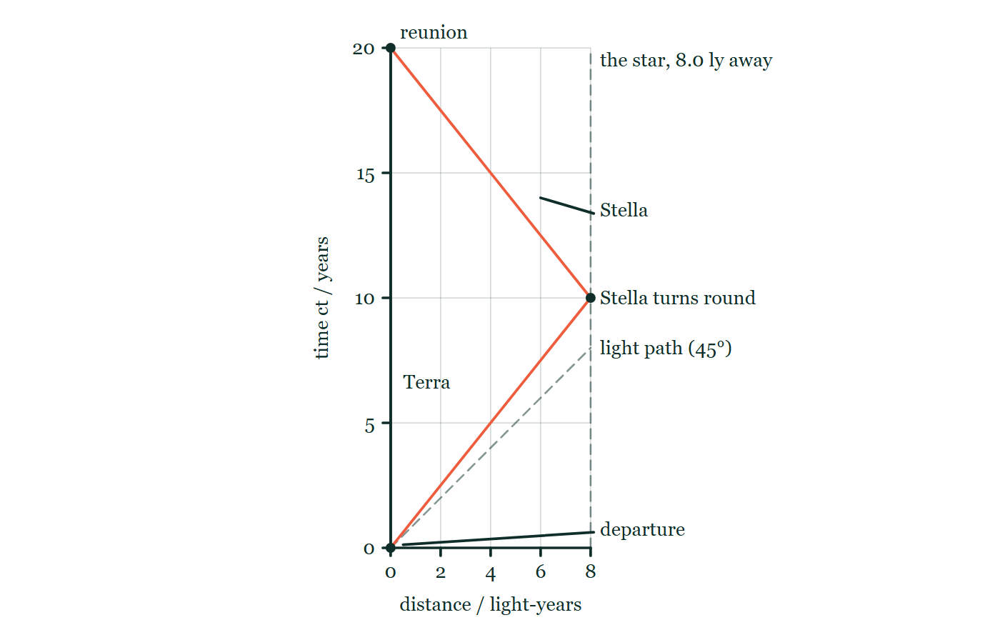 reunion
20
the star, 8.0 ly away
15
Stella
time ct / years
10
Stella turns round
light path (45°)
Terra
5
departure
0
0 2 4 6 8
distance / light-years